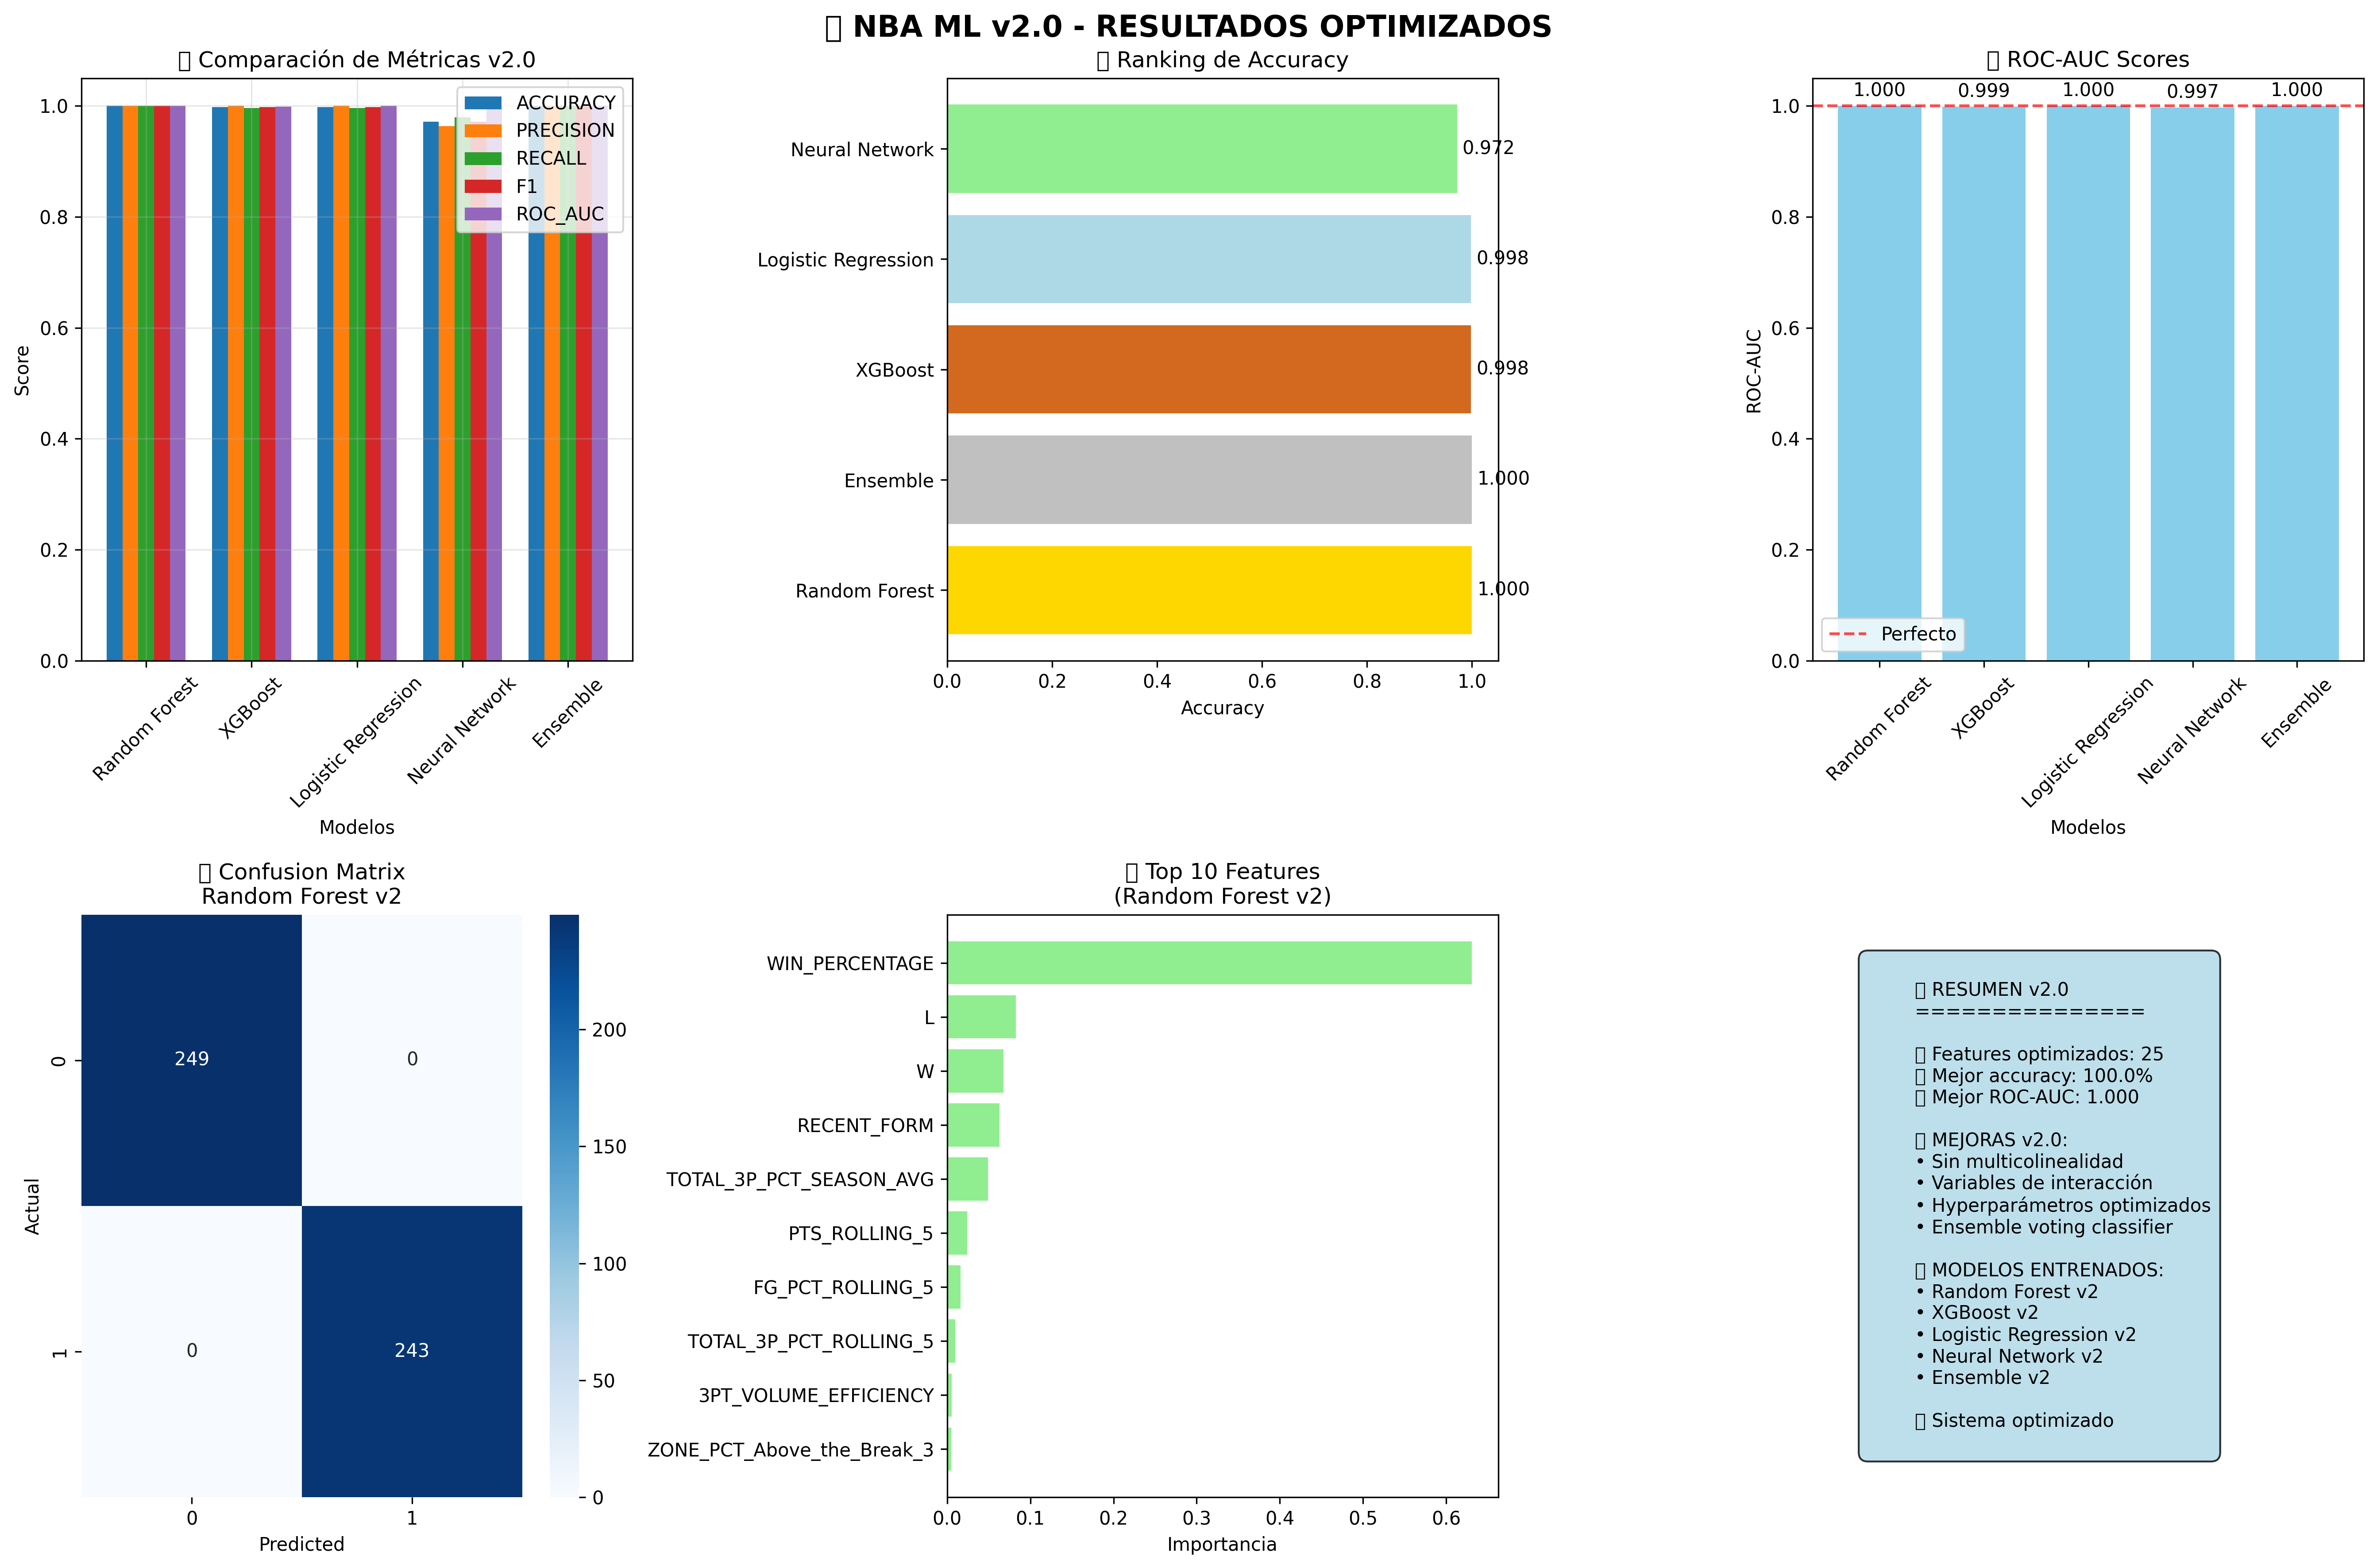 NBA ML v2.0 - RESULTADOS OPTIMIZADOS
Comparación de Métricas v2.0
1.0
0.8
0.6
0.4
0.2
0.0
Score
ACCURACY
PRECISION
RECALL
F1
ROC_AUC
Random Forest
XGBoost
Logistic Regression
Neural Network
Ensemble
Modelos
Ranking de Accuracy
Neural Network
0.972
Logistic Regression
0.998
XGBoost
0.998
Ensemble
1.000
Random Forest
1.000
0.0 0.2 0.4 0.6 0.8 1.0
Accuracy
ROC-AUC Scores
1.000 0.999 1.000 0.997 1.000
1.0
0.8
0.6
0.4
0.2
0.0
ROC-AUC
Perfecto
Random Forest
XGBoost
Logistic Regression
Neural Network
Ensemble
Modelos
Confusion Matrix
Random Forest v2
249 0
0 243
0
1
Actual
0 1
Predicted
200
150
100
50
0
Top 10 Features
(Random Forest v2)
WIN_PERCENTAGE
L
W
RECENT_FORM
TOTAL_3P_PCT_SEASON_AVG
PTS_ROLLING_5
FG_PCT_ROLLING_5
TOTAL_3P_PCT_ROLLING_5
3PT_VOLUME_EFFICIENCY
ZONE_PCT_Above_the_Break_3
0.0 0.1 0.2 0.3 0.4 0.5 0.6
Importancia
RESUMEN v2.0
===============
Features optimizados: 25
Mejor accuracy: 100.0%
Mejor ROC-AUC: 1.000
MEJORAS v2.0:
• Sin multicolinealidad
• Variables de interacción
• Hyperparámetros optimizados
• Ensemble voting classifier
MODELOS ENTRENADOS:
• Random Forest v2
• XGBoost v2
• Logistic Regression v2
• Neural Network v2
• Ensemble v2
Sistema optimizado